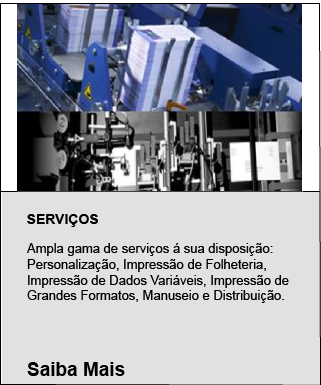 SERVIÇOS
Ampla gama de serviços á sua disposição:
Personalização, Impressão de Folheteria,
Impressão de Dados Variáveis, Impressão de
Grandes Formatos, Manuseio e Distribuição.
Saiba Mais